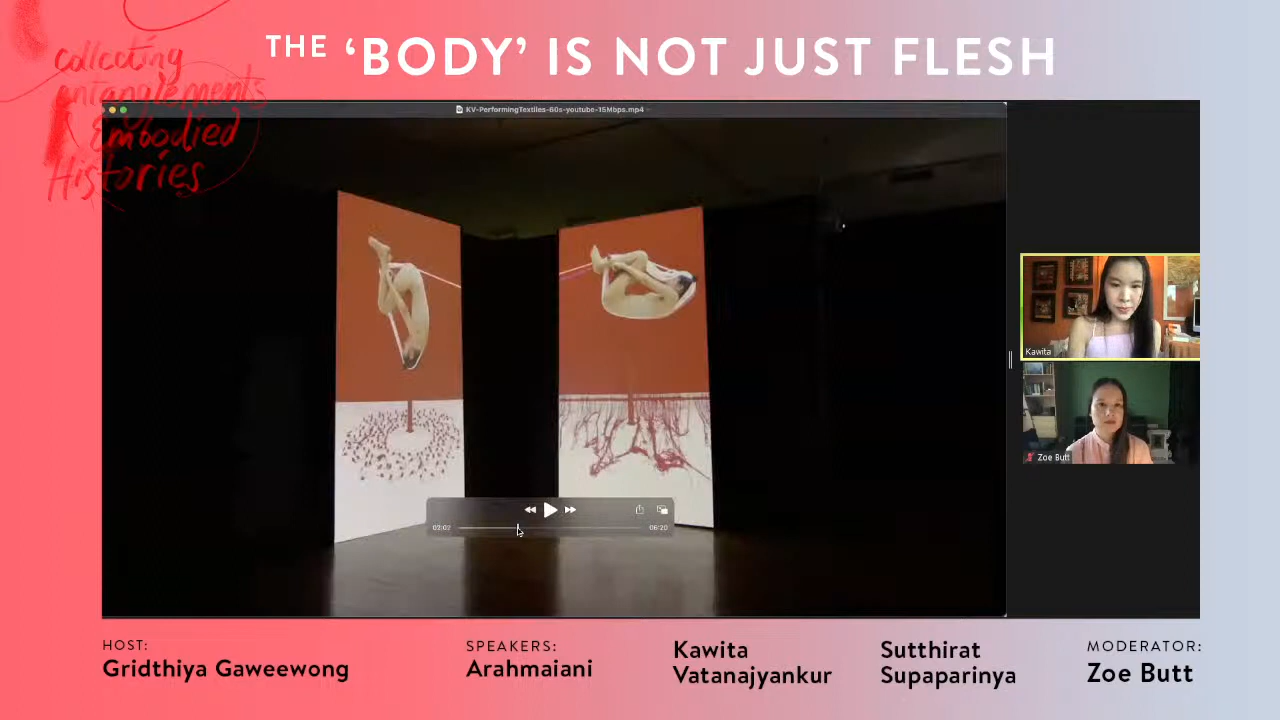 collecting
entanglements
Embodied
Histories
THE ‘BODY’ IS NOT JUST FLESH
KV-PerformingTextiles-60s-youtube-15Mbps.mp4
Kawita
Zoe Butt
02:02
06:20
HOST:
Gridthiya Gaweewong
SPEAKERS:
Arahmaiani
Kawita
Vatanajyankur
Sutthirat
Supaparinya
MODERATOR:
Zoe Butt